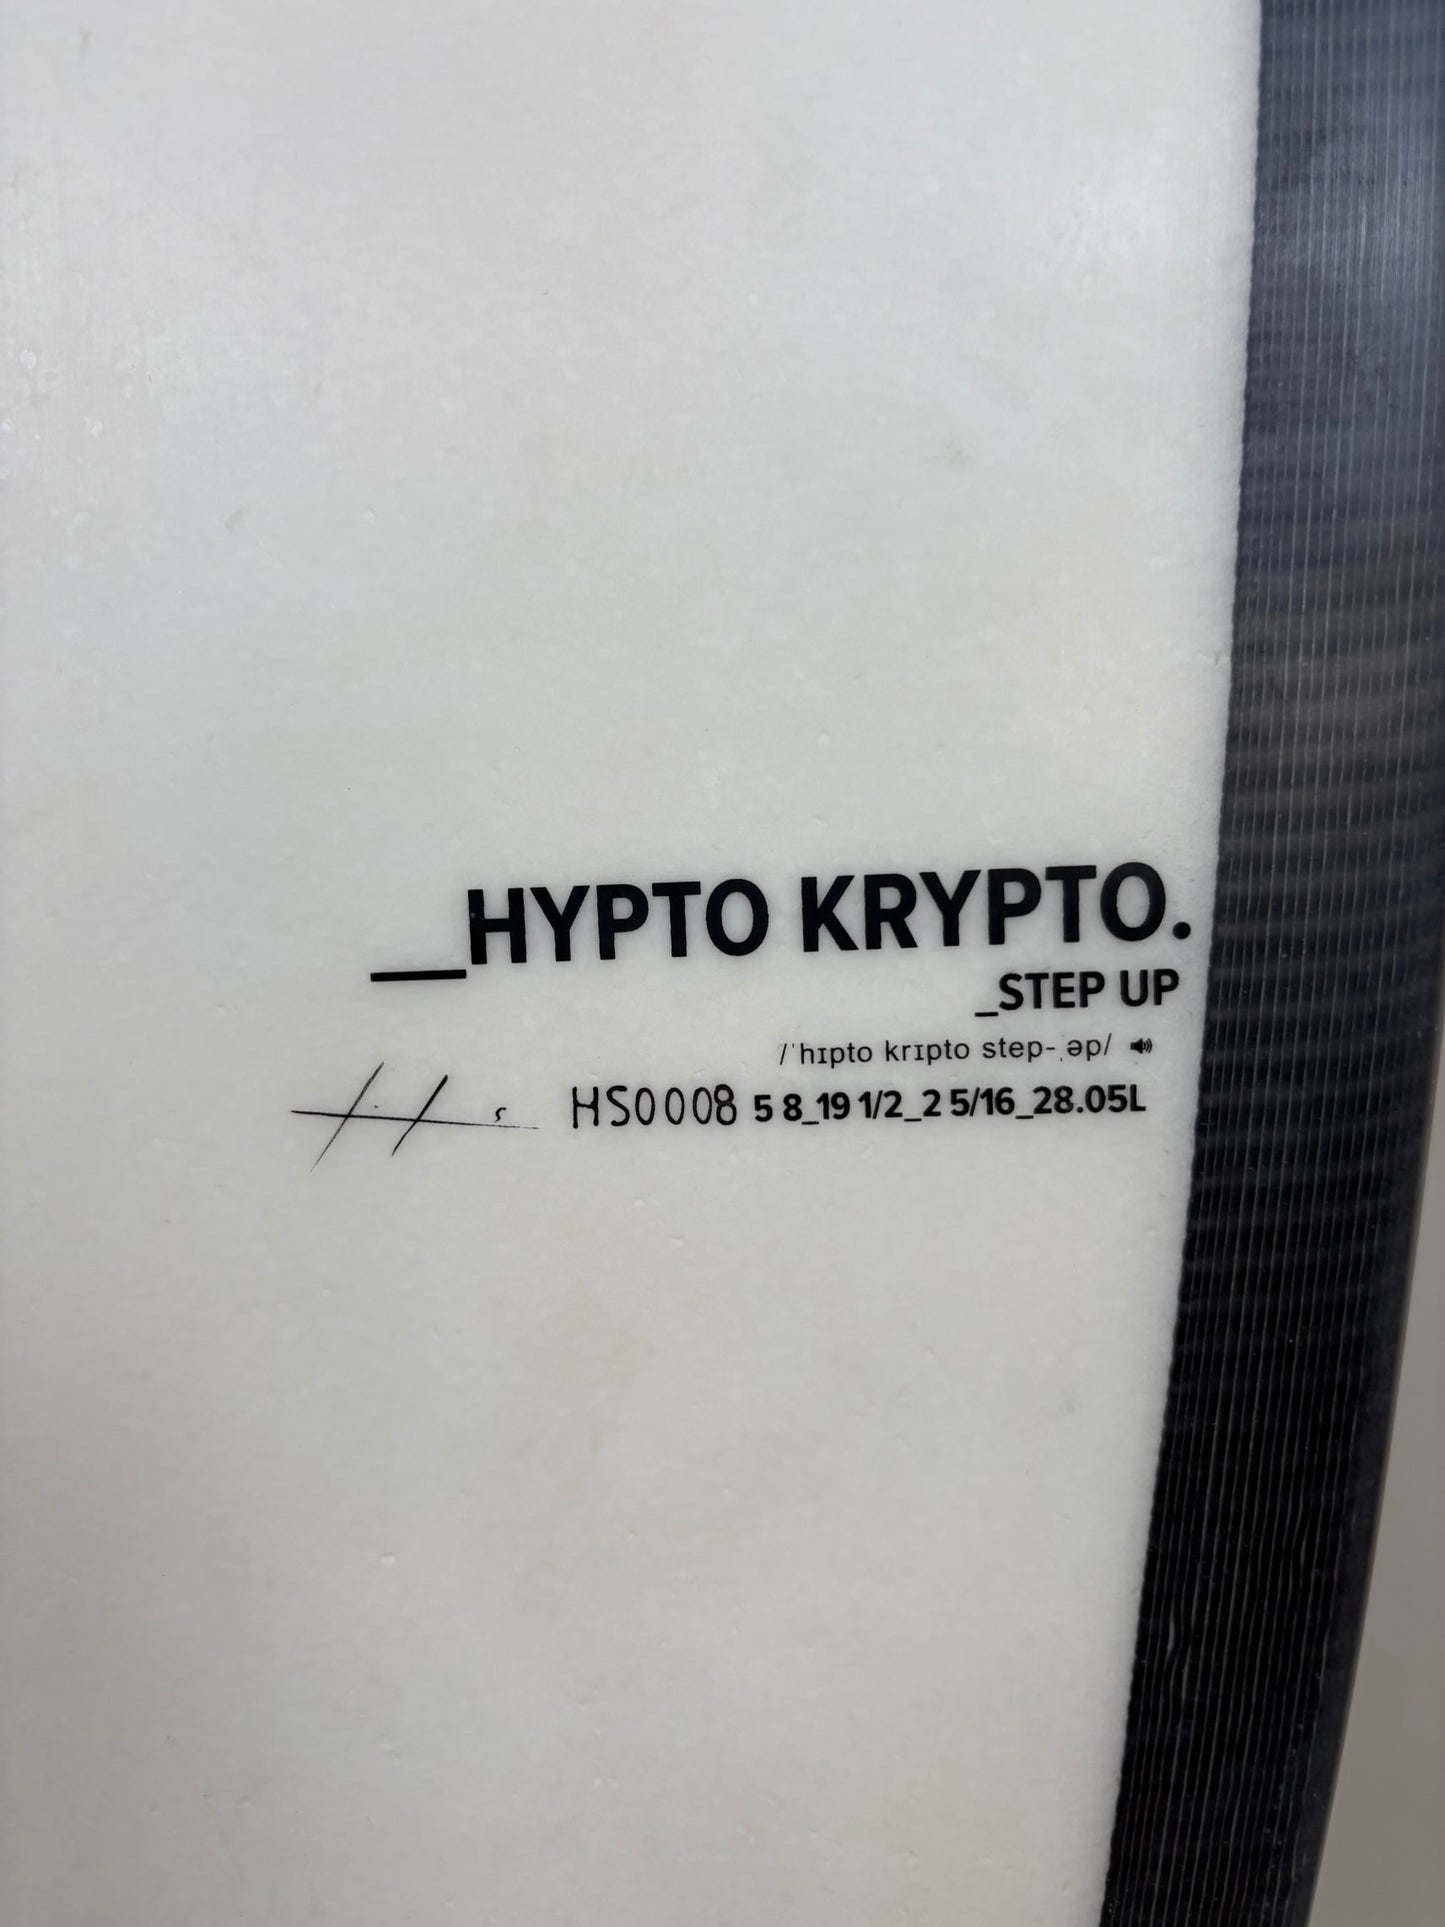 __HYPTO KRYPTO.
_STEP UP
/ˈhɪpto krɪpto step-ˌəp/
HS0008 5 8_19 1/2_2 5/16_28.05L